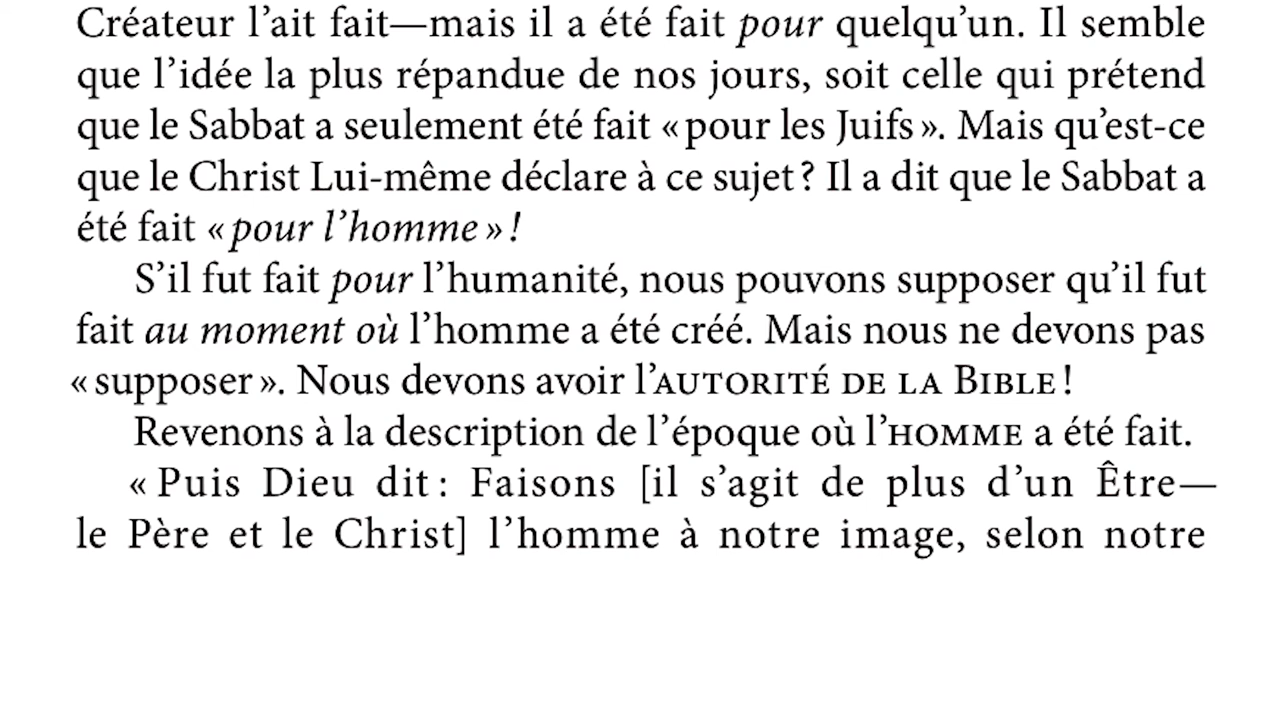 Créateur l’ait fait—mais il a été fait pour quelqu’un. Il semble
que l’idée la plus répandue de nos jours, soit celle qui prétend
que le Sabbat a seulement été fait « pour les Juifs ». Mais qu’est-ce
que le Christ Lui-même déclare à ce sujet ? Il a dit que le Sabbat a
été fait « pour l’homme » !
S’il fut fait pour l’humanité, nous pouvons supposer qu’il fut
fait au moment où l’homme a été créé. Mais nous ne devons pas
« supposer ». Nous devons avoir l’AUTORITÉ DE LA BIBLE !
Revenons à la description de l’époque où l’HOMME a été fait.
« Puis Dieu dit : Faisons [il s’agit de plus d’un Être—
le Père et le Christ] l’homme à notre image, selon notre